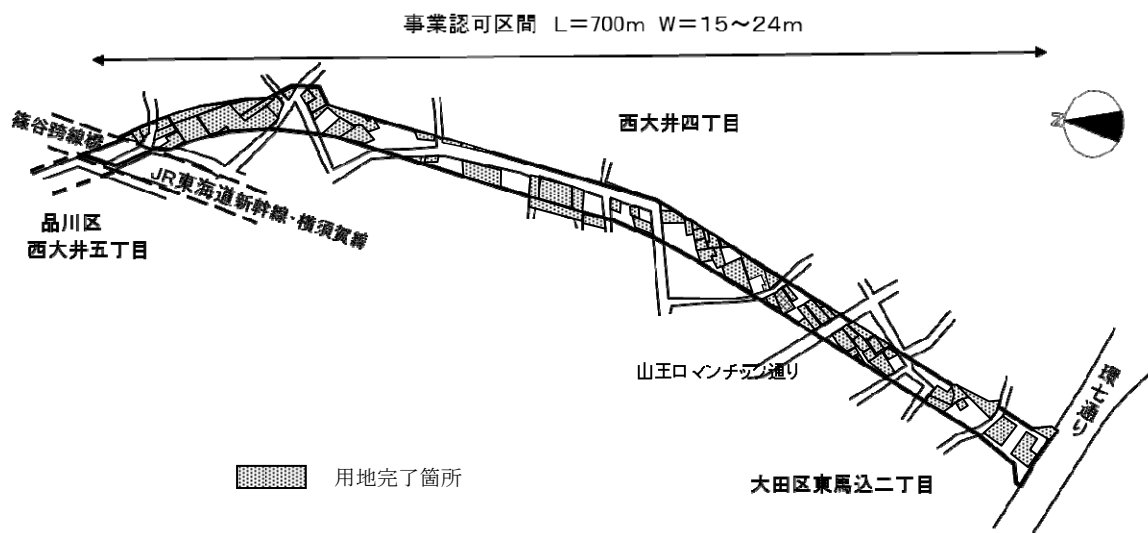 事業認可区間 L=700m W=15～24m
西大井四丁目
N
篠谷跨線橋
JR東海道新幹線・横須賀線
品川区
西大井五丁目
山王ロマンチック通り
環七通り
用地完了箇所
大田区東馬込二丁目